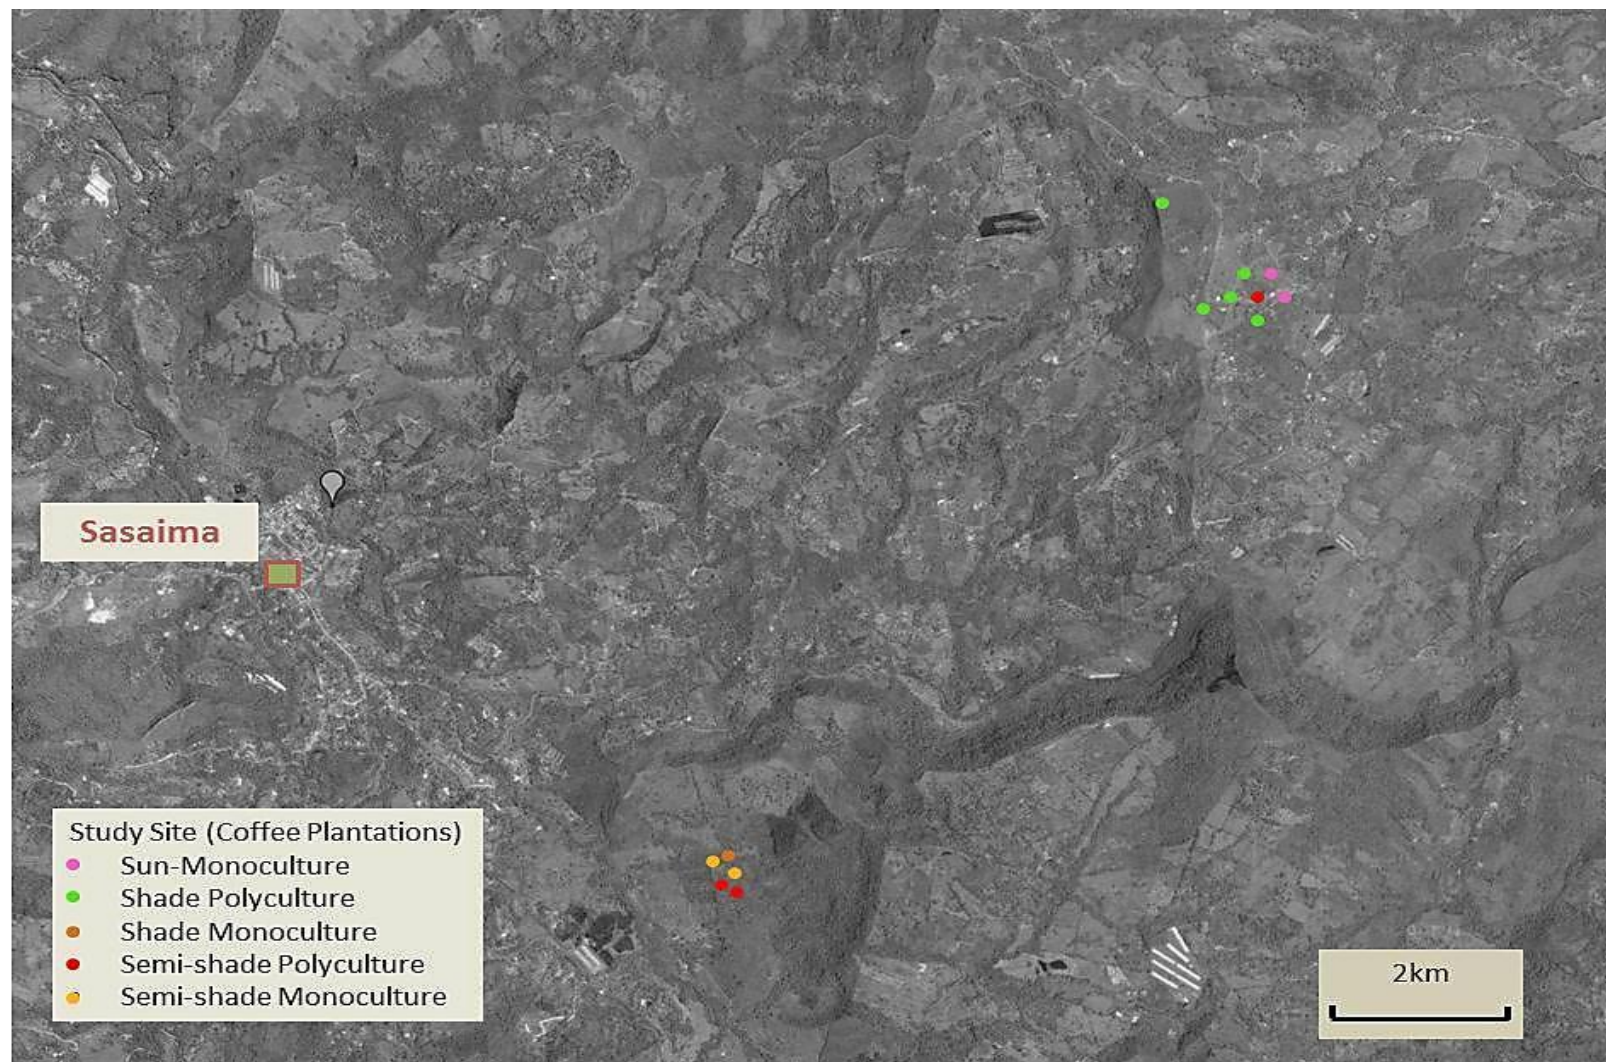 Sasaima
Study Site (Coffee Plantations)
Sun-Monoculture
Shade Polyculture
Shade Monoculture
Semi-shade Polyculture
Semi-shade Monoculture
2km